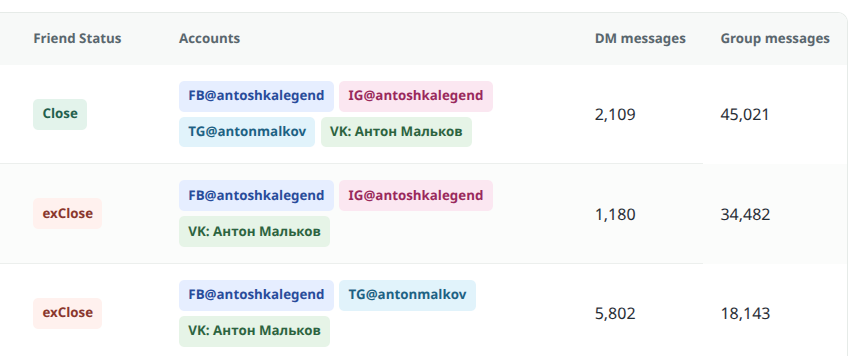 Friend Status Accounts DM messages Group messages
FB@antoshkalegend IG@antoshkalegend
Close 2,109 45,021
TG@antonmalkov VK: Антон Мальков
FB@antoshkalegend IG@antoshkalegend
exClose 1,180 34,482
VK: Антон Мальков
FB@antoshkalegend TG@antonmalkov
exClose 5,802 18,143
VK: Антон Мальков